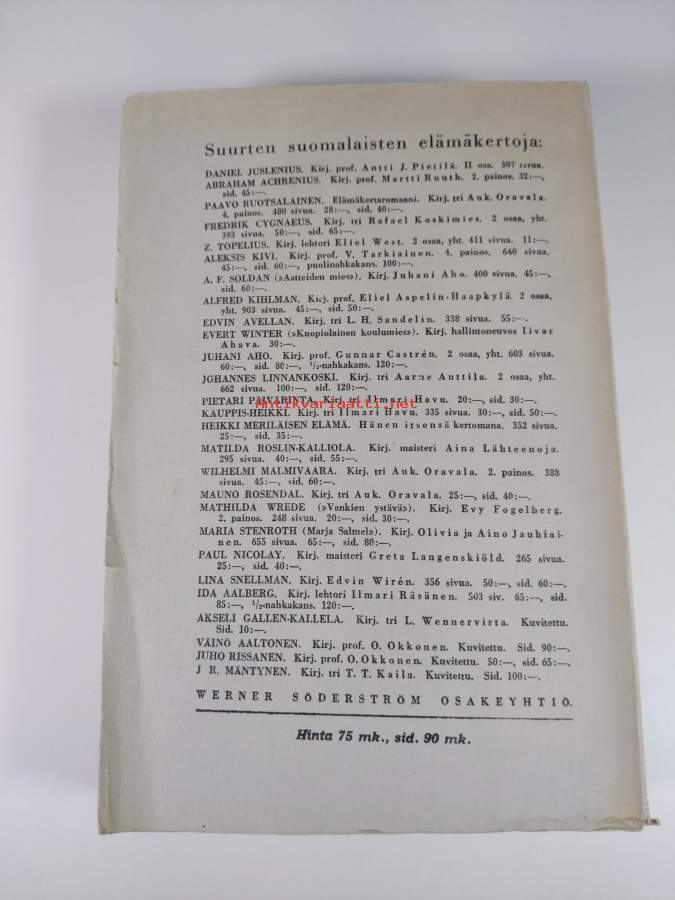 Suurten suomalaisten elämäkertoja:
DANIEL JUSLENIUS. Kirj. prof. Antti J. Pietilä. II osa. 307 sivua.
ABRAHAM ACHRENIUS. Kirj. prof. Martti Ruuth. 2. painos. 32:—,
sid. 45:—.
PAAVO RUOTSALAINEN. Elämäkertaromaani. Kirj. tri Auk. Oravala.
4. painos. 480 sivua. 28:—, sid. 40:—.
FREDRIK CYGNAEUS. Kirj. tri Rafael Koskimies. 2 osaa, yht.
393 sivua. 50:—, sid. 65:—.
Z. TOPELIUS. Kirj. lehtori Eliel West. 2 osaa, yht. 411 sivua. 11:—,
ALEKSIS KIVI. Kirj. prof. V. Tarkiainen. 4. painos. 640 sivua.
45:—, sid. 60:—, puolinahkakans. 100:—.
A. F. SOLDAN (»Aatteiden mies»). Kirj. Juhani Aho. 400 sivua. 45:—,
sid. 60:—.
ALFRED KIHLMAN. Kirj. prof. Eliel Aspelin-Haapkylä. 2 osaa,
yht. 903 sivua. 45:—, sid. 50:—.
EDVIN AVELLAN. Kirj. tri L. H. Sandelin. 338 sivua. 55:—.
EVERT WINTER (»Kuopiolainen koulumies»). Kirj. hallintoneuvos Iivar
Ahava. 30:—.
JUHANI AHO. Kirj. prof. Gunnar Castrén. 2 osaa, yht. 603 sivua.
60:—, sid. 80:—, ½-nahkakans. 120:—.
JOHANNES LINNANKOSKI. Kirj. tri Aarne Anttila. 2 osaa, yht.
662 sivua. 100:—, sid. 120:—.
PIETARI PÄIVÄRINTA. Kirj. tri Ilmari Havu. 20:—, sid. 30:—.
Antikvariaatti.net
KAUPPIS-HEIKKI. Kirj. tri Ilmari Havu. 335 sivua. 30:—, sid. 50:—.
HEIKKI MERILÄISEN ELÄMÄ. Hänen itsensä kertomana. 352 sivua.
25:—, sid. 35:—.
MATILDA ROSLIN-KALLIOLA. Kirj. maisteri Aina Lähteenoja.
295 sivua. 40:—, sid. 55:—.
WILHELMI MALMIVAARA. Kirj. tri Auk. Oravala. 2. painos. 388
sivua. 45:—, sid. 60:—.
MAUNO ROSENDAL. Kirj. tri Auk. Oravala. 25:—, sid. 40:—.
MATHILDA WREDE (»Vankien ystävä»). Kirj. Evy Fogelberg.
2. painos. 248 sivua. 20:—, sid. 30:—.
MARIA STENROTH (Marja Salmela). Kirj. Olivia ja Aino Jauhiai-
nen. 655 sivua. 65:—, sid. 80:—.
PAUL NICOLAY. Kirj. maisteri Greta Langenskiöld. 265 sivua.
25:—, sid. 40:—.
LINA SNELLMAN. Kirj. Edvin Wirén. 356 sivua. 50:—, sid. 60:—.
IDA AALBERG. Kirj. lehtori Ilmari Räsänen. 503 siv. 65:—, sid.
85:—, ½-nahkakans. 120:—.
AKSELI GALLEN-KALLELA. Kirj. tri L. Wennervirta. Kuvitettu.
Sid. 10:—.
VÄINÖ AALTONEN. Kirj. prof. O. Okkonen. Kuvitettu. Sid. 90:—.
JUHO RISSANEN. Kirj. prof. O. Okkonen. Kuvitettu. 50:—, sid. 65:—.
J R. MÄNTYNEN. Kirj. tri T. T. Kaila. Kuvitettu. Sid. 100:—.
WERNER SÖDERSTRÖM OSAKEYHTIÖ.
Hinta 75 mk., sid. 90 mk.